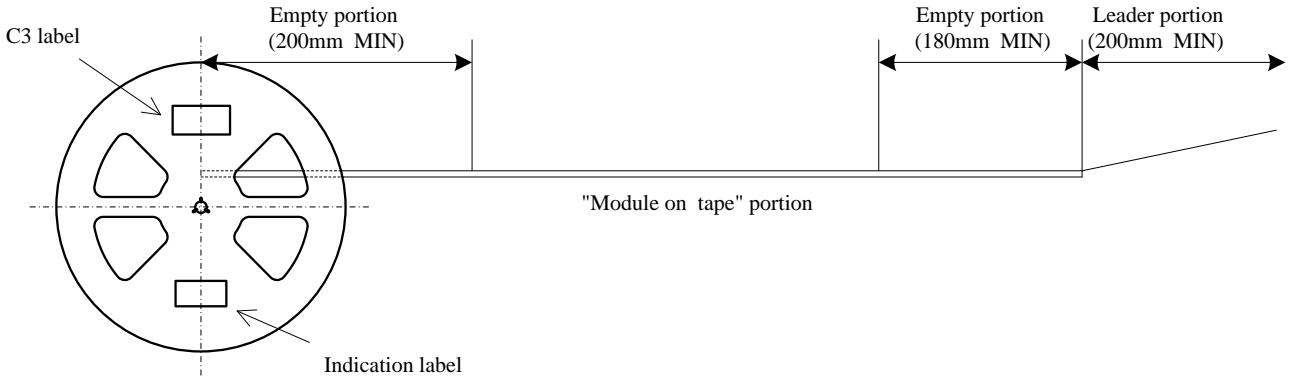 C3 label
Empty portion
(200mm  MIN)
Empty portion
(180mm  MIN)
Leader portion
(200mm  MIN)
"Module on  tape" portion
Indication label